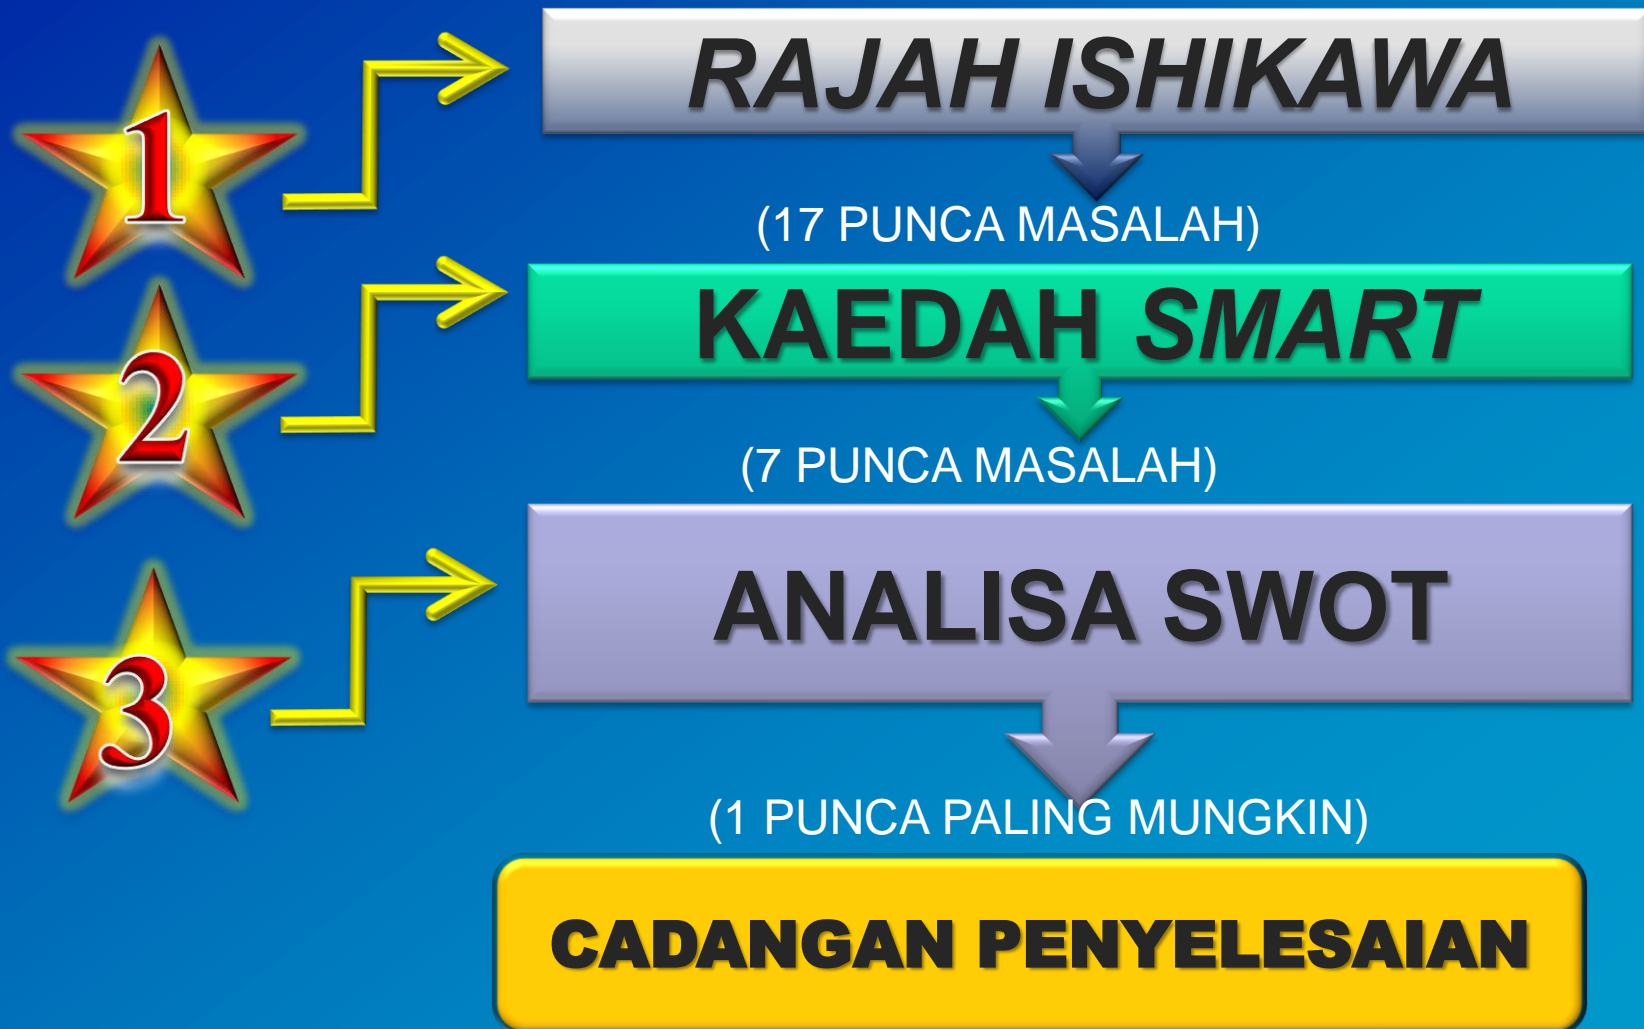 1
RAJAH ISHIKAWA
(17 PUNCA MASALAH)
2
KAEDAH SMART
(7 PUNCA MASALAH)
3
ANALISA SWOT
(1 PUNCA PALING MUNGKIN)
CADANGAN PENYELESAIAN